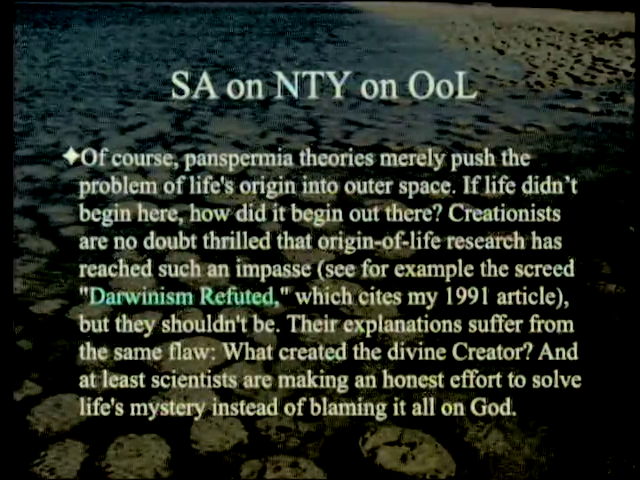 SA on NTY on OoL
✦Of course, panspermia theories merely push the
problem of life's origin into outer space. If life didn’t
begin here, how did it begin out there? Creationists
are no doubt thrilled that origin-of-life research has
reached such an impasse (see for example the screed
"Darwinism Refuted," which cites my 1991 article),
but they shouldn't be. Their explanations suffer from
the same flaw: What created the divine Creator? And
at least scientists are making an honest effort to solve
life's mystery instead of blaming it all on God.